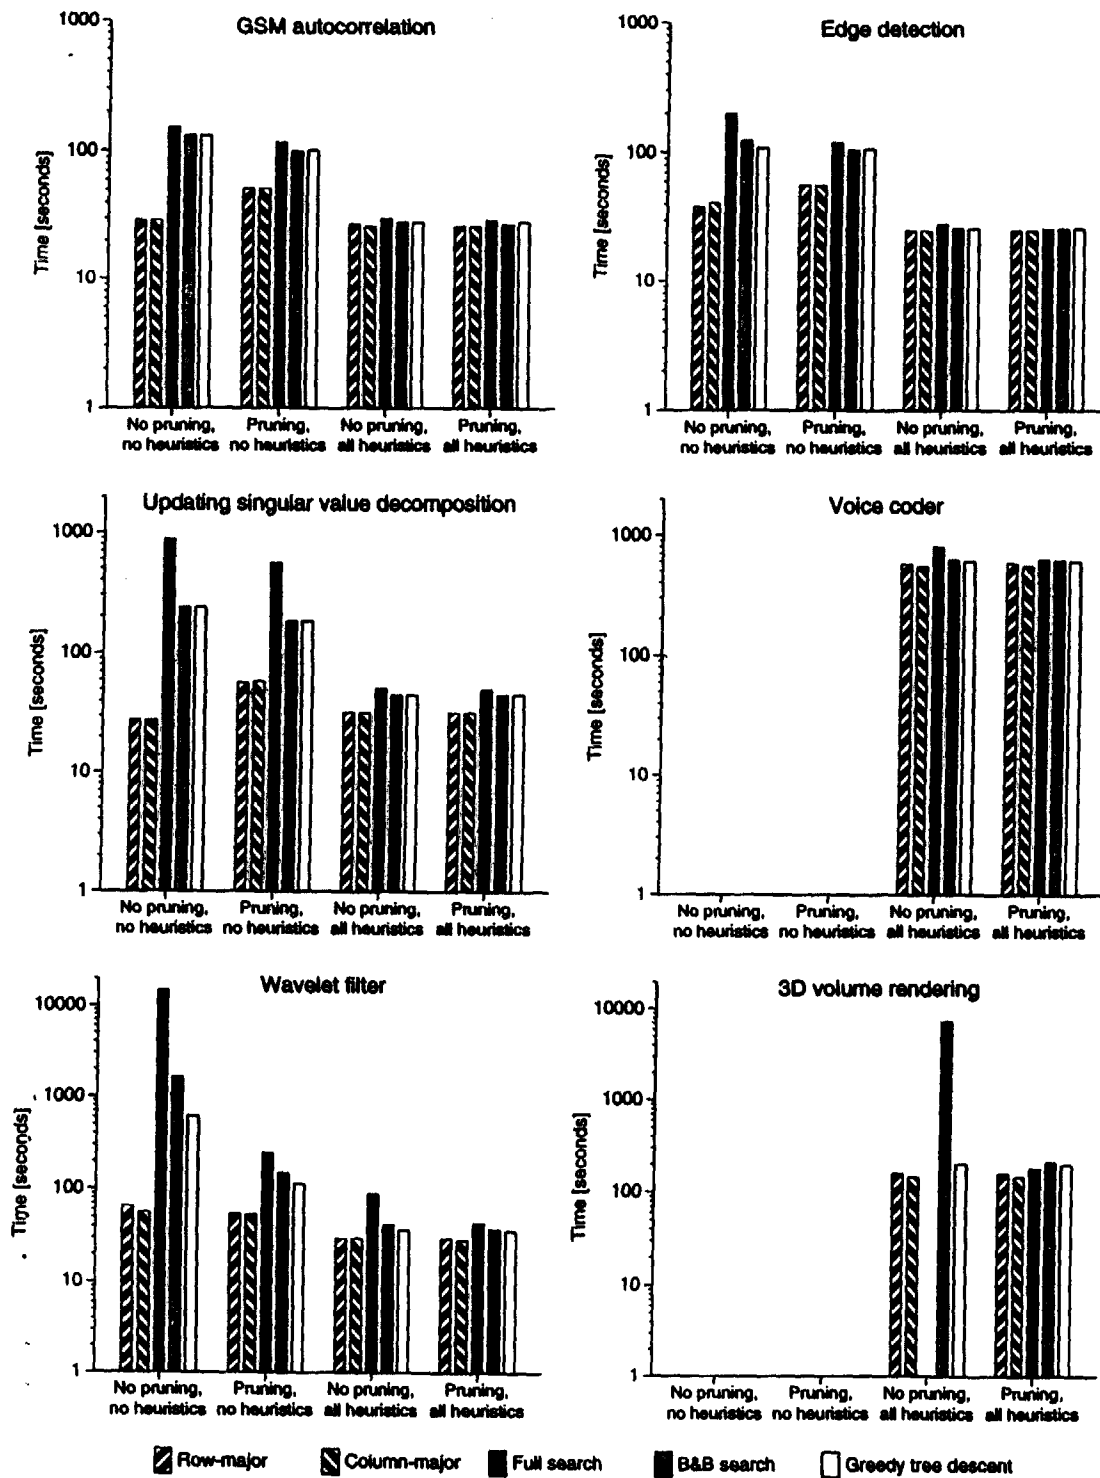 GSM autocorrelation
1000
100
10
1
Time [seconds]
No pruning, Pruning, No pruning, Pruning,
no heuristics no heuristics all heuristics all heuristics
Edge detection
1000
100
10
1
Time [seconds]
No pruning, Pruning, No pruning, Pruning,
no heuristics no heuristics all heuristics all heuristics
Updating singular value decomposition
1000
100
10
1
Time [seconds]
No pruning, Pruning, No pruning, Pruning,
no heuristics no heuristics all heuristics all heuristics
Voice coder
1000
100
10
1
Time [seconds]
No pruning, Pruning, No pruning, Pruning,
no heuristics no heuristics all heuristics all heuristics
Wavelet filter
10000
1000
100
10
1
Time [seconds]
No pruning, Pruning, No pruning, Pruning,
no heuristics no heuristics all heuristics all heuristics
3D volume rendering
10000
1000
100
10
1
Time [seconds]
No pruning, Pruning, No pruning, Pruning,
no heuristics no heuristics all heuristics all heuristics
Row-major Column-major Full search B&B search Greedy tree descent